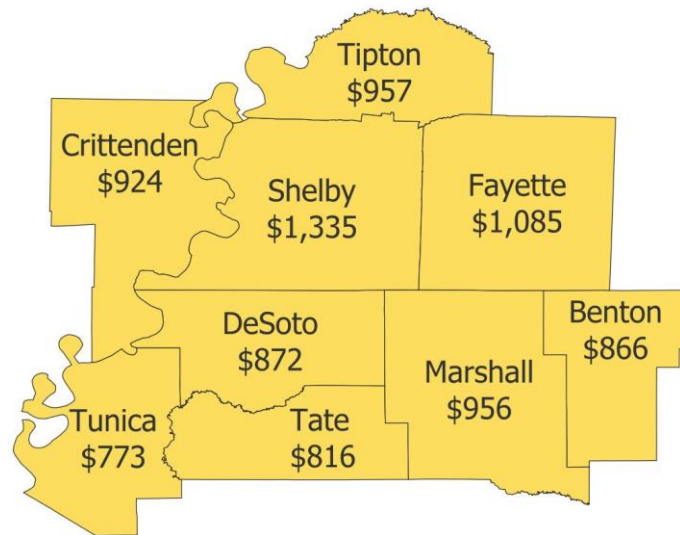 Tipton
$957
Crittenden
$924
Shelby
$1,335
Fayette
$1,085
DeSoto
$872
Marshall
$956
Benton
$866
Tunica
$773
Tate
$816